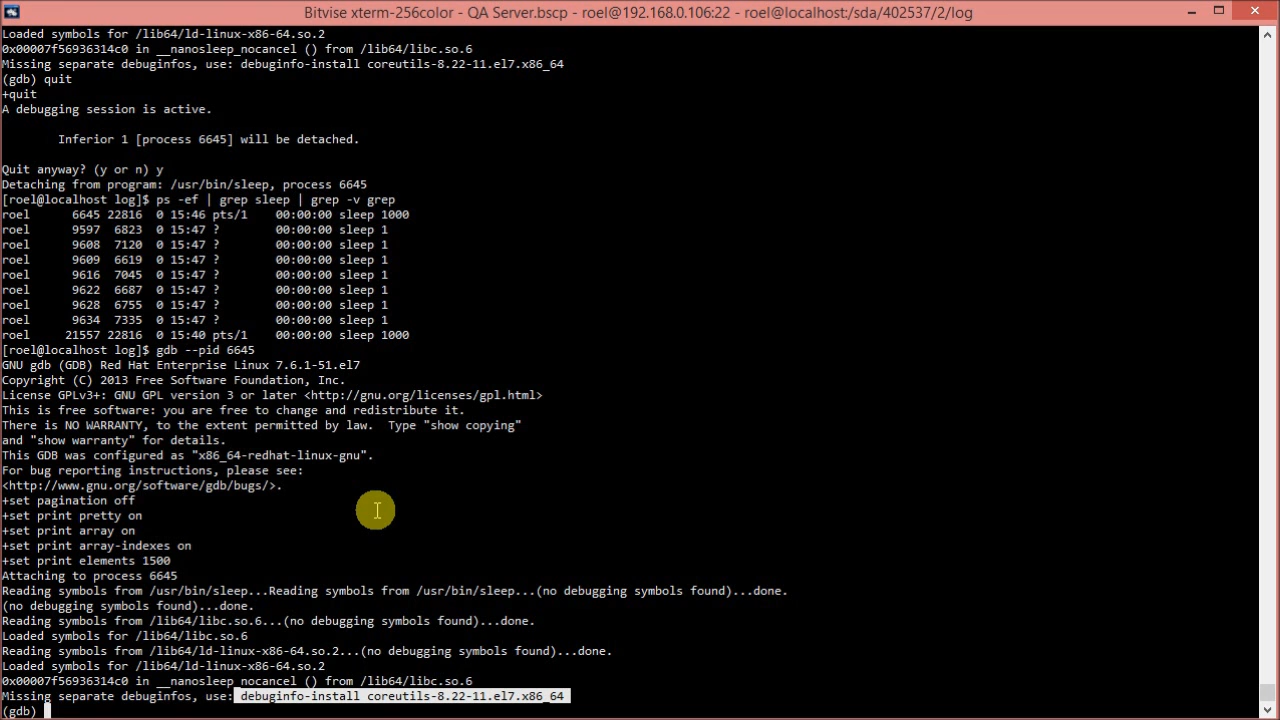 Bitvise xterm-256color - QA Server.bscp - roel@192.168.0.106:22 - roel@localhost:/sda/402537/2/log
Loaded symbols for /lib64/ld-linux-x86-64.so.2
0x00007f56936314c0 in __nanosleep_nocancel () from /lib64/libc.so.6
Missing separate debuginfos, use: debuginfo-install coreutils-8.22-11.el7.x86_64
(gdb) quit
+quit
A debugging session is active.
Inferior 1 [process 6645] will be detached.
Quit anyway? (y or n) y
Detaching from program: /usr/bin/sleep, process 6645
[roel@localhost log]$ ps -ef | grep sleep | grep -v grep
roel 6645 22816 0 15:46 pts/1 00:00:00 sleep 1000
roel 9597 6823 0 15:47 ? 00:00:00 sleep 1
roel 9608 7120 0 15:47 ? 00:00:00 sleep 1
roel 9609 6619 0 15:47 ? 00:00:00 sleep 1
roel 9616 7045 0 15:47 ? 00:00:00 sleep 1
roel 9622 6687 0 15:47 ? 00:00:00 sleep 1
roel 9628 6755 0 15:47 ? 00:00:00 sleep 1
roel 9634 7335 0 15:47 ? 00:00:00 sleep 1
roel 21557 22816 0 15:40 pts/1 00:00:00 sleep 1000
[roel@localhost log]$ gdb --pid 6645
GNU gdb (GDB) Red Hat Enterprise Linux 7.6.1-51.el7
Copyright (C) 2013 Free Software Foundation, Inc.
License GPLv3+: GNU GPL version 3 or later <http://gnu.org/licenses/gpl.html>
This is free software: you are free to change and redistribute it.
There is NO WARRANTY, to the extent permitted by law.  Type "show copying"
and "show warranty" for details.
This GDB was configured as "x86_64-redhat-linux-gnu".
For bug reporting instructions, please see:
<http://www.gnu.org/software/gdb/bugs/>.
+set pagination off
+set print pretty on
+set print array on
+set print array-indexes on
+set print elements 1500
Attaching to process 6645
Reading symbols from /usr/bin/sleep...Reading symbols from /usr/bin/sleep...(no debugging symbols found)...done.
(no debugging symbols found)...done.
Reading symbols from /lib64/libc.so.6...(no debugging symbols found)...done.
Loaded symbols for /lib64/libc.so.6
Reading symbols from /lib64/ld-linux-x86-64.so.2...(no debugging symbols found)...done.
Loaded symbols for /lib64/ld-linux-x86-64.so.2
0x00007f56936314c0 in __nanosleep_nocancel () from /lib64/libc.so.6
Missing separate debuginfos, use: debuginfo-install coreutils-8.22-11.el7.x86_64
(gdb)